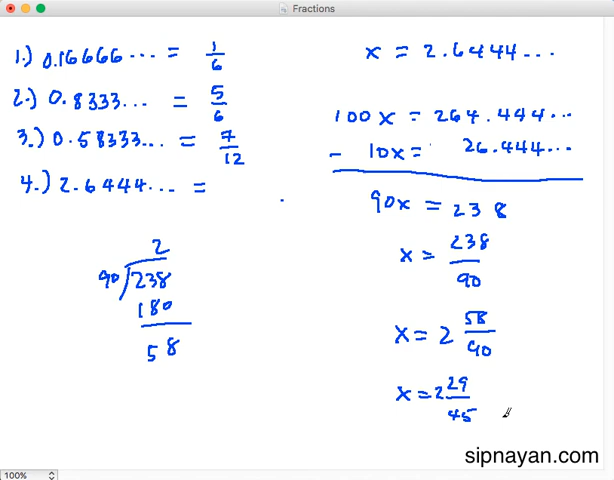 Fractions
1.) 0.16666... = 1/6
2.) 0.8333... = 5/6
3.) 0.58333... = 7/12
4.) 2.6444... =
2
90)238
180
58
x = 2.6444...
100x = 264.444...
- 10x = 26.444...
90x = 238
x = 238/90
x = 2 58/90
x = 2 29/45
sipnayan.com
100%